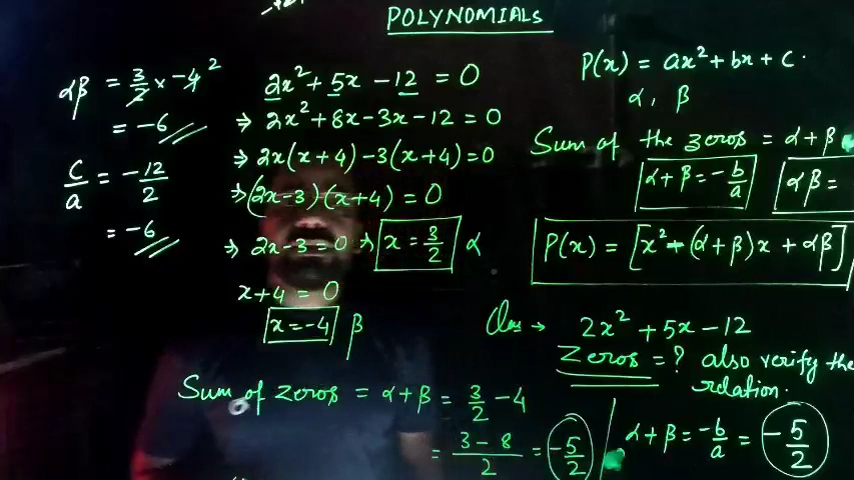 POLYNOMIALS
αβ = 3/2 × -4 2
= -6
C/a = -12/2
= -6
2x² + 5x - 12 = 0
⇒ 2x² + 8x - 3x - 12 = 0
⇒ 2x(x + 4) - 3(x + 4) = 0
⇒ (2x - 3)(x + 4) = 0
⇒ 2x - 3 = 0 ⇒ x = 3/2 α
x + 4 = 0
x = -4 β
Sum of zeros = α + β = 3/2 - 4
= 3 - 8/2 = -5/2
P(x) = ax² + bx + C.
α, β
Sum of the zeros = α + β
α + β = -b/a
αβ =
P(x) = [x² - (α + β)x + αβ]
Ques → 2x² + 5x - 12
Zeros = ? also verify the
relation.
α + β = -b/a = -5/2